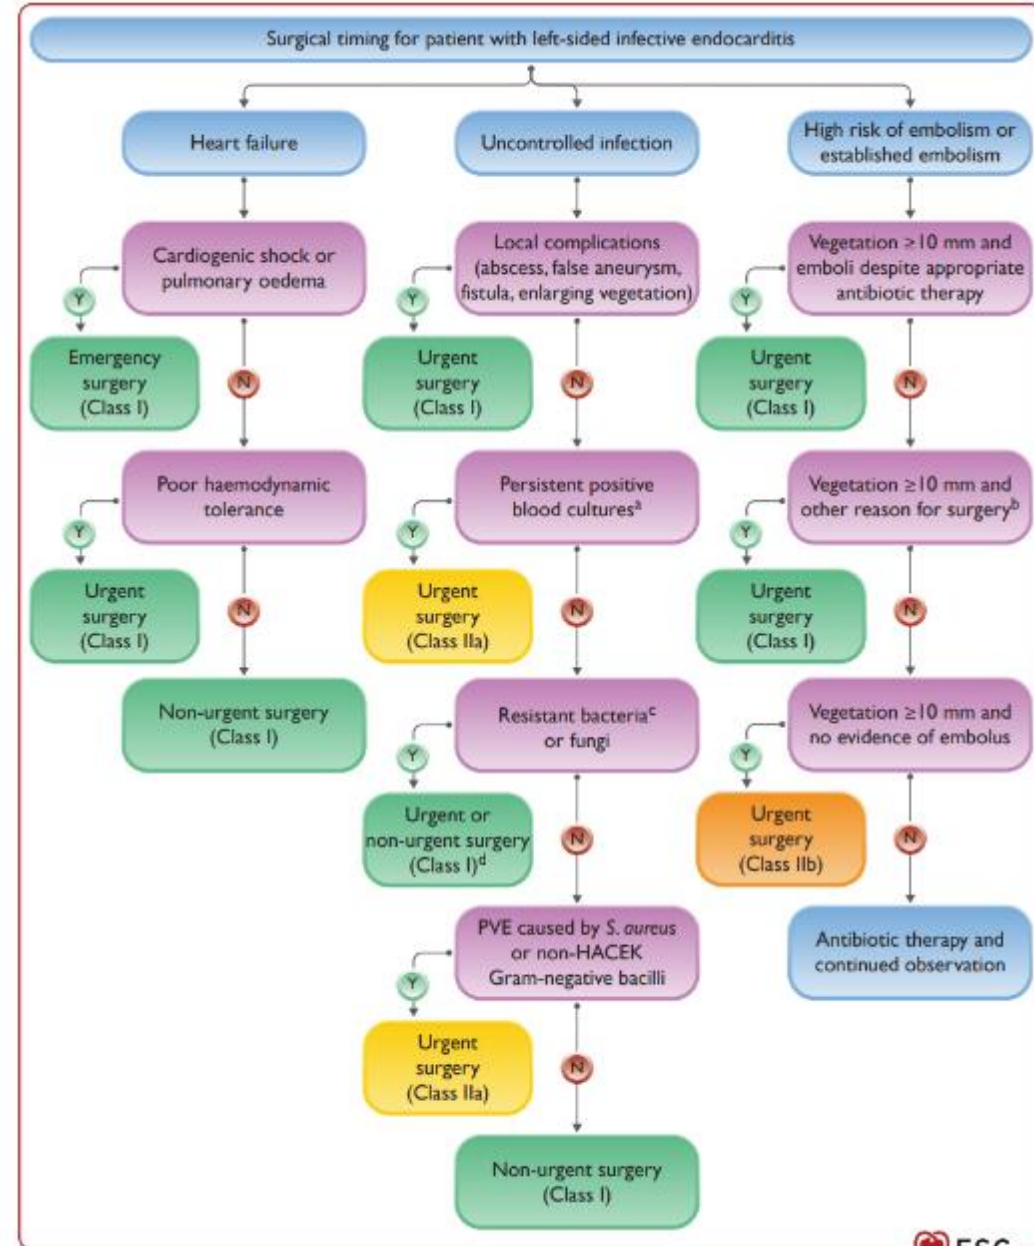 Surgical timing for patient with left-sided infective endocarditis
Heart failure
Uncontrolled infection
High risk of embolism or
established embolism
Cardiogenic shock or
pulmonary oedema
Local complications
(abscess, false aneurysm,
fistula, enlarging vegetation)
Vegetation ≥10 mm and
emboli despite appropriate
antibiotic therapy
Y
Y
Y
Emergency
surgery
(Class I)
N
Urgent
surgery
(Class I)
N
Urgent
surgery
(Class I)
N
Poor haemodynamic
tolerance
Persistent positive
blood culturesᵃ
Vegetation ≥10 mm and
other reason for surgeryᵇ
Y
Y
Y
Urgent
surgery
(Class I)
N
Urgent
surgery
(Class IIa)
N
Urgent
surgery
(Class I)
N
Non-urgent surgery
(Class I)
Resistant bacteriaᶜ
or fungi
Vegetation ≥10 mm and
no evidence of embolus
Y
Y
Urgent or
non-urgent surgery
(Class I)ᵈ
N
Urgent
surgery
(Class IIb)
N
PVE caused by S. aureus
or non-HACEK
Gram-negative bacilli
Antibiotic therapy and
continued observation
Y
Urgent
surgery
(Class IIa)
N
Non-urgent surgery
(Class I)
ESC